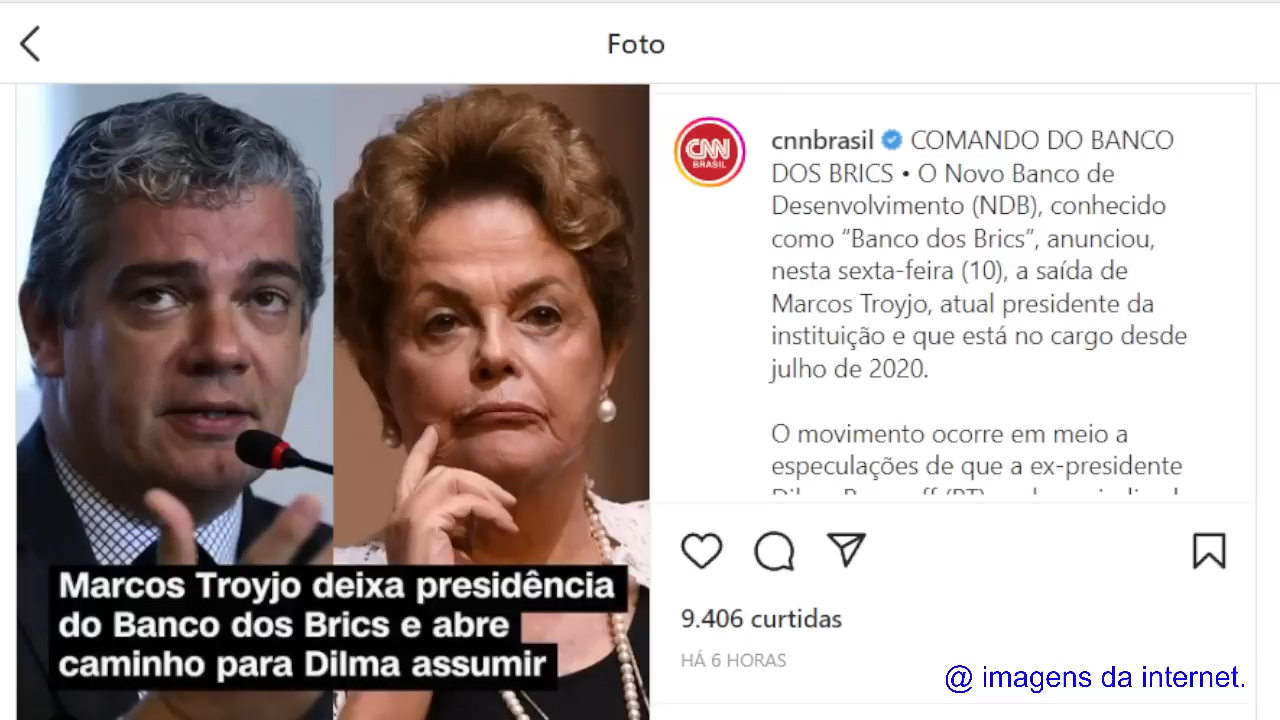 Foto
Marcos Troyjo deixa presidência
do Banco dos Brics e abre
caminho para Dilma assumir
CNN
BRASIL
cnnbrasil COMANDO DO BANCO
DOS BRICS • O Novo Banco de
Desenvolvimento (NDB), conhecido
como “Banco dos Brics”, anunciou,
nesta sexta-feira (10), a saída de
Marcos Troyjo, atual presidente da
instituição e que está no cargo desde
julho de 2020.
O movimento ocorre em meio a
especulações de que a ex-presidente
9.406 curtidas
HÁ 6 HORAS
@ imagens da internet.